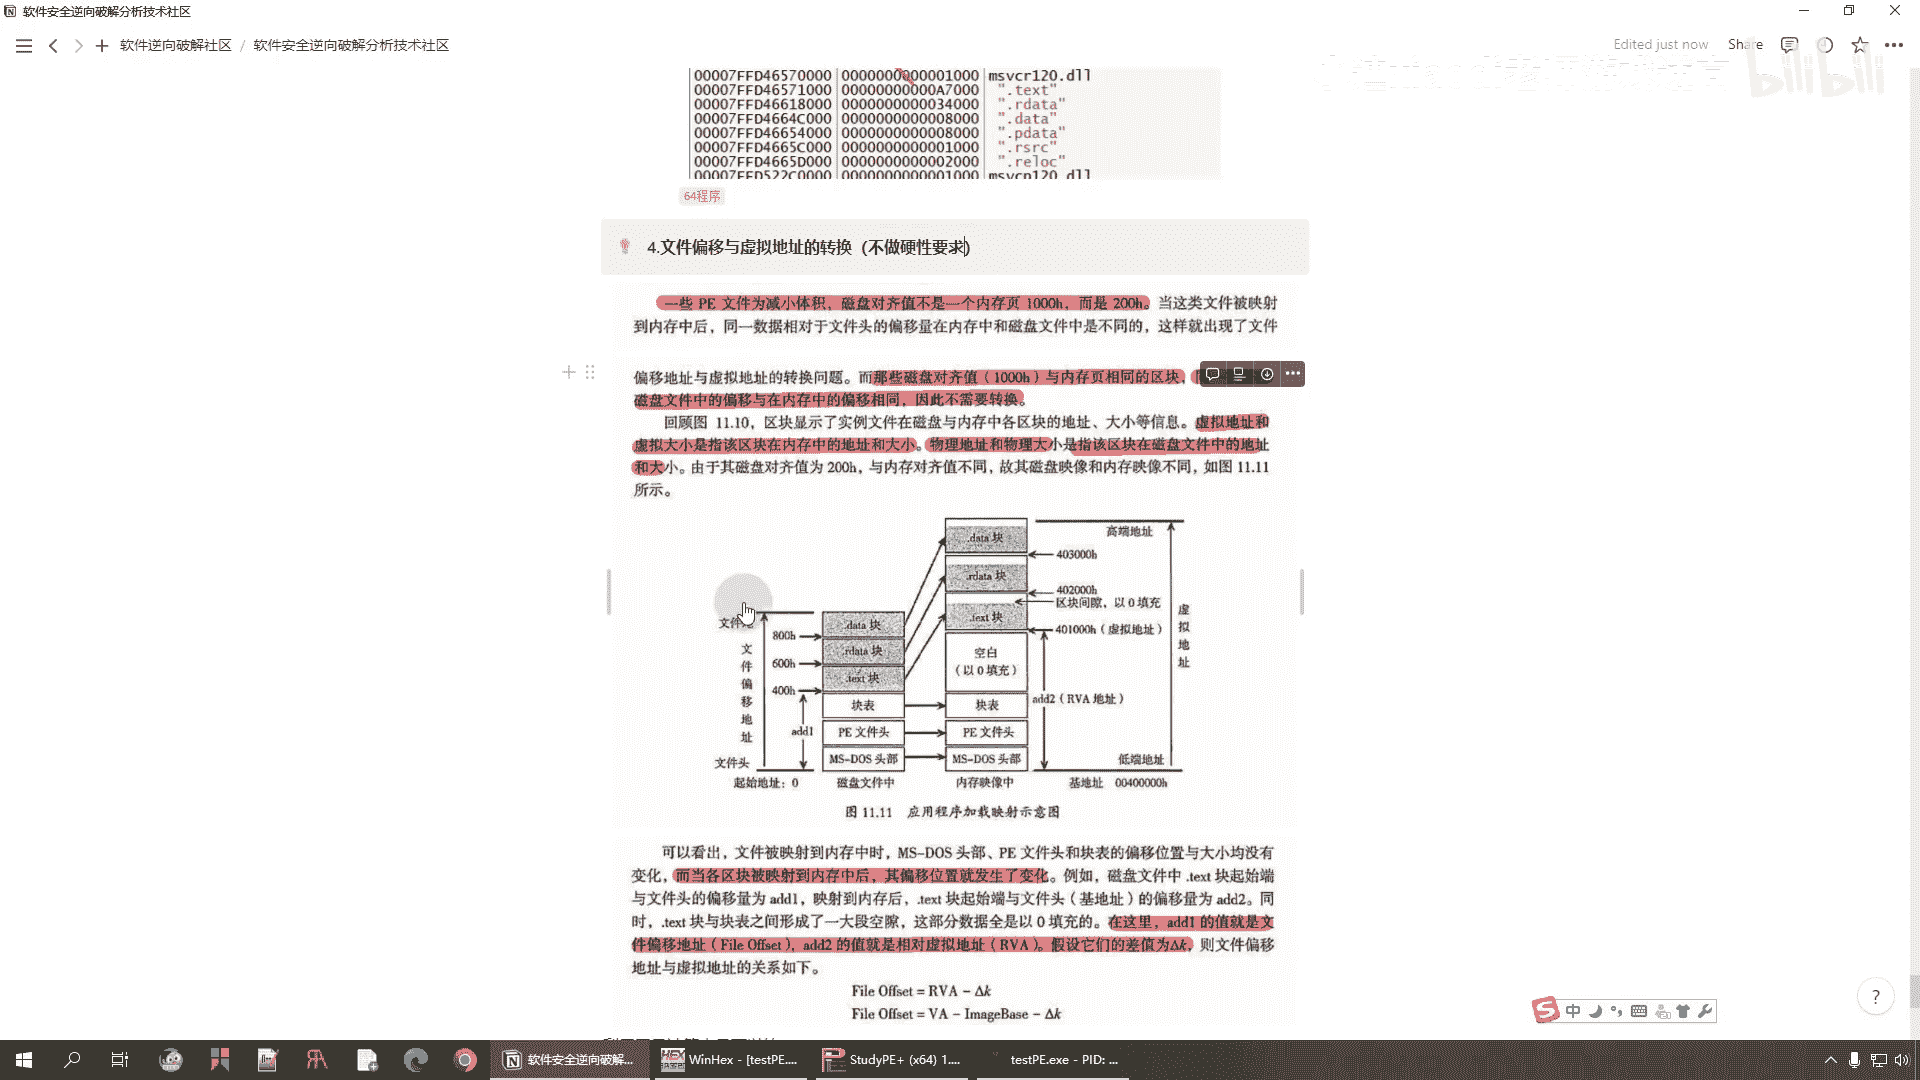 软件安全逆向破解分析技术社区
软件逆向破解社区 / 软件安全逆向破解分析技术社区
Edited just now Share
bilibili
00007FFD46570000 0000000000001000 msvcr120.dll
00007FFD46571000 00000000000A7000 ".text"
00007FFD46618000 0000000000034000 ".rdata"
00007FFD4664C000 0000000000008000 ".data"
00007FFD46654000 0000000000008000 ".pdata"
00007FFD4665C000 0000000000001000 ".rsrc"
00007FFD4665D000 0000000000002000 ".reloc"
00007FFD522C0000 0000000000001000 msvcp120.dll
64程序
4.文件偏移与虚拟地址的转换（不做硬性要求）
一些 PE 文件为减小体积，磁盘对齐值不是一个内存页 1000h，而是 200h。当这类文件被映射
到内存中后，同一数据相对于文件头的偏移量在内存中和磁盘文件中是不同的，这样就出现了文件
偏移地址与虚拟地址的转换问题。而那些磁盘对齐值（1000h）与内存页相同的区块，
磁盘文件中的偏移与在内存中的偏移相同，因此不需要转换。
回顾图 11.10，区块显示了实例文件在磁盘与内存中各区块的地址、大小等信息。虚拟地址和
虚拟大小是指该区块在内存中的地址和大小。物理地址和物理大小是指该区块在磁盘文件中的地址
和大小。由于其磁盘对齐值为 200h，与内存对齐值不同，故其磁盘映像和内存映像不同，如图 11.11
所示。
.data 块
高端地址
403000h
.rdata 块
402000h
区块间隙，以 0 填充
.text 块
401000h（虚拟地址）
虚拟地址
文件
800h
.data 块
600h
.rdata 块
400h
.text 块
空白
（以 0 填充）
文件偏移地址
块表
块表
add2（RVA 地址）
add1
PE 文件头
PE 文件头
文件头
MS-DOS 头部
MS-DOS 头部
低端地址
起始地址：0
磁盘文件中
内存映像中
基地址 00400000h
图 11.11 应用程序加载映射示意图
可以看出，文件被映射到内存中时，MS-DOS 头部、PE 文件头和块表的偏移位置与大小均没有
变化，而当各区块被映射到内存中后，其偏移位置就发生了变化。例如，磁盘文件中 .text 块起始端
与文件头的偏移量为 add1，映射到内存后，.text 块起始端与文件头（基地址）的偏移量为 add2。同
时，.text 块与块表之间形成了一大段空隙，这部分数据全是以 0 填充的。在这里，add1 的值就是文
件偏移地址（File Offset），add2 的值就是相对虚拟地址（RVA）。假设它们的差值为Δk，则文件偏移
地址与虚拟地址的关系如下。
File Offset = RVA − Δk
File Offset = VA − ImageBase − Δk
?
中
软件安全逆向破解...
WinHex - [testPE....
StudyPE+ (x64) 1....
testPE.exe - PID: ...